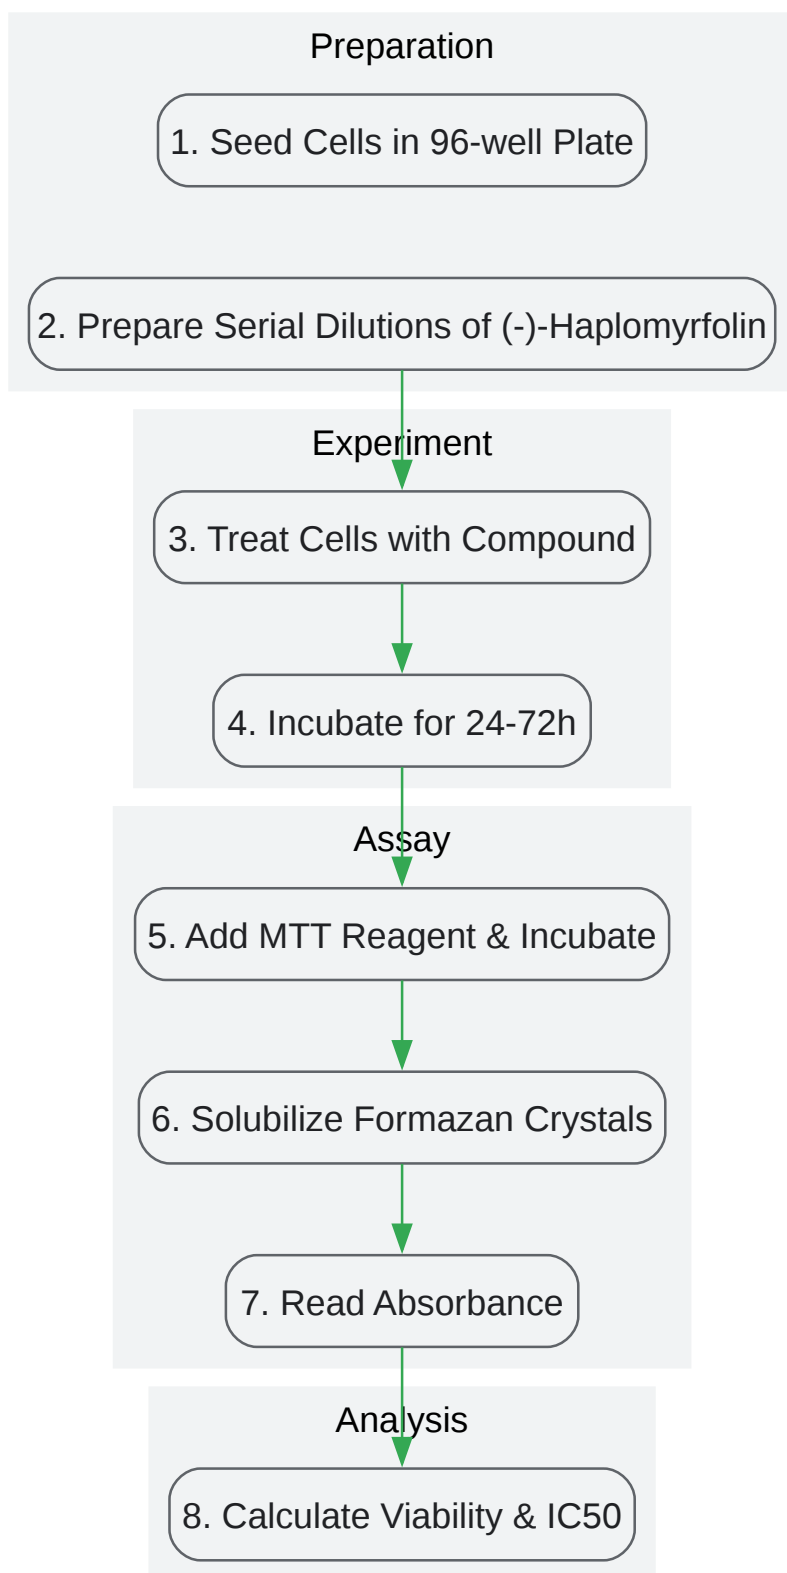 Preparation
1. Seed Cells in 96-well Plate
2. Prepare Serial Dilutions of (-)-Haplomyrfolin
Experiment
3. Treat Cells with Compound
4. Incubate for 24-72h
Assay
5. Add MTT Reagent & Incubate
6. Solubilize Formazan Crystals
7. Read Absorbance
Analysis
8. Calculate Viability & IC50